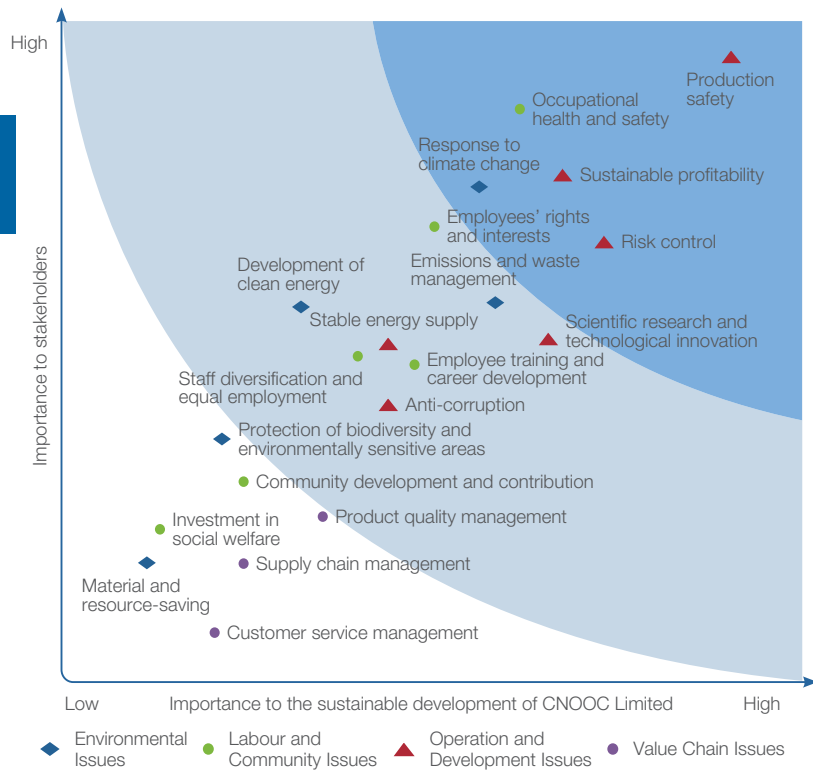 High
Production
safety
Occupational
health and safety
Response to
climate change
Sustainable profitability
Employees' rights
and interests
Risk control
Emissions and waste
management
Development of
clean energy
Stable energy supply
Scientific research and
technological innovation
Employee training and
career development
Staff diversification and
equal employment
Anti-corruption
Protection of biodiversity and
environmentally sensitive areas
Community development and contribution
Product quality management
Investment in
social welfare
Supply chain management
Material and
resource-saving
Customer service management
Importance to stakeholders
Low
Importance to the sustainable development of CNOOC Limited
High
Environmental
Issues
Labour and
Community Issues
Operation and
Development Issues
Value Chain Issues